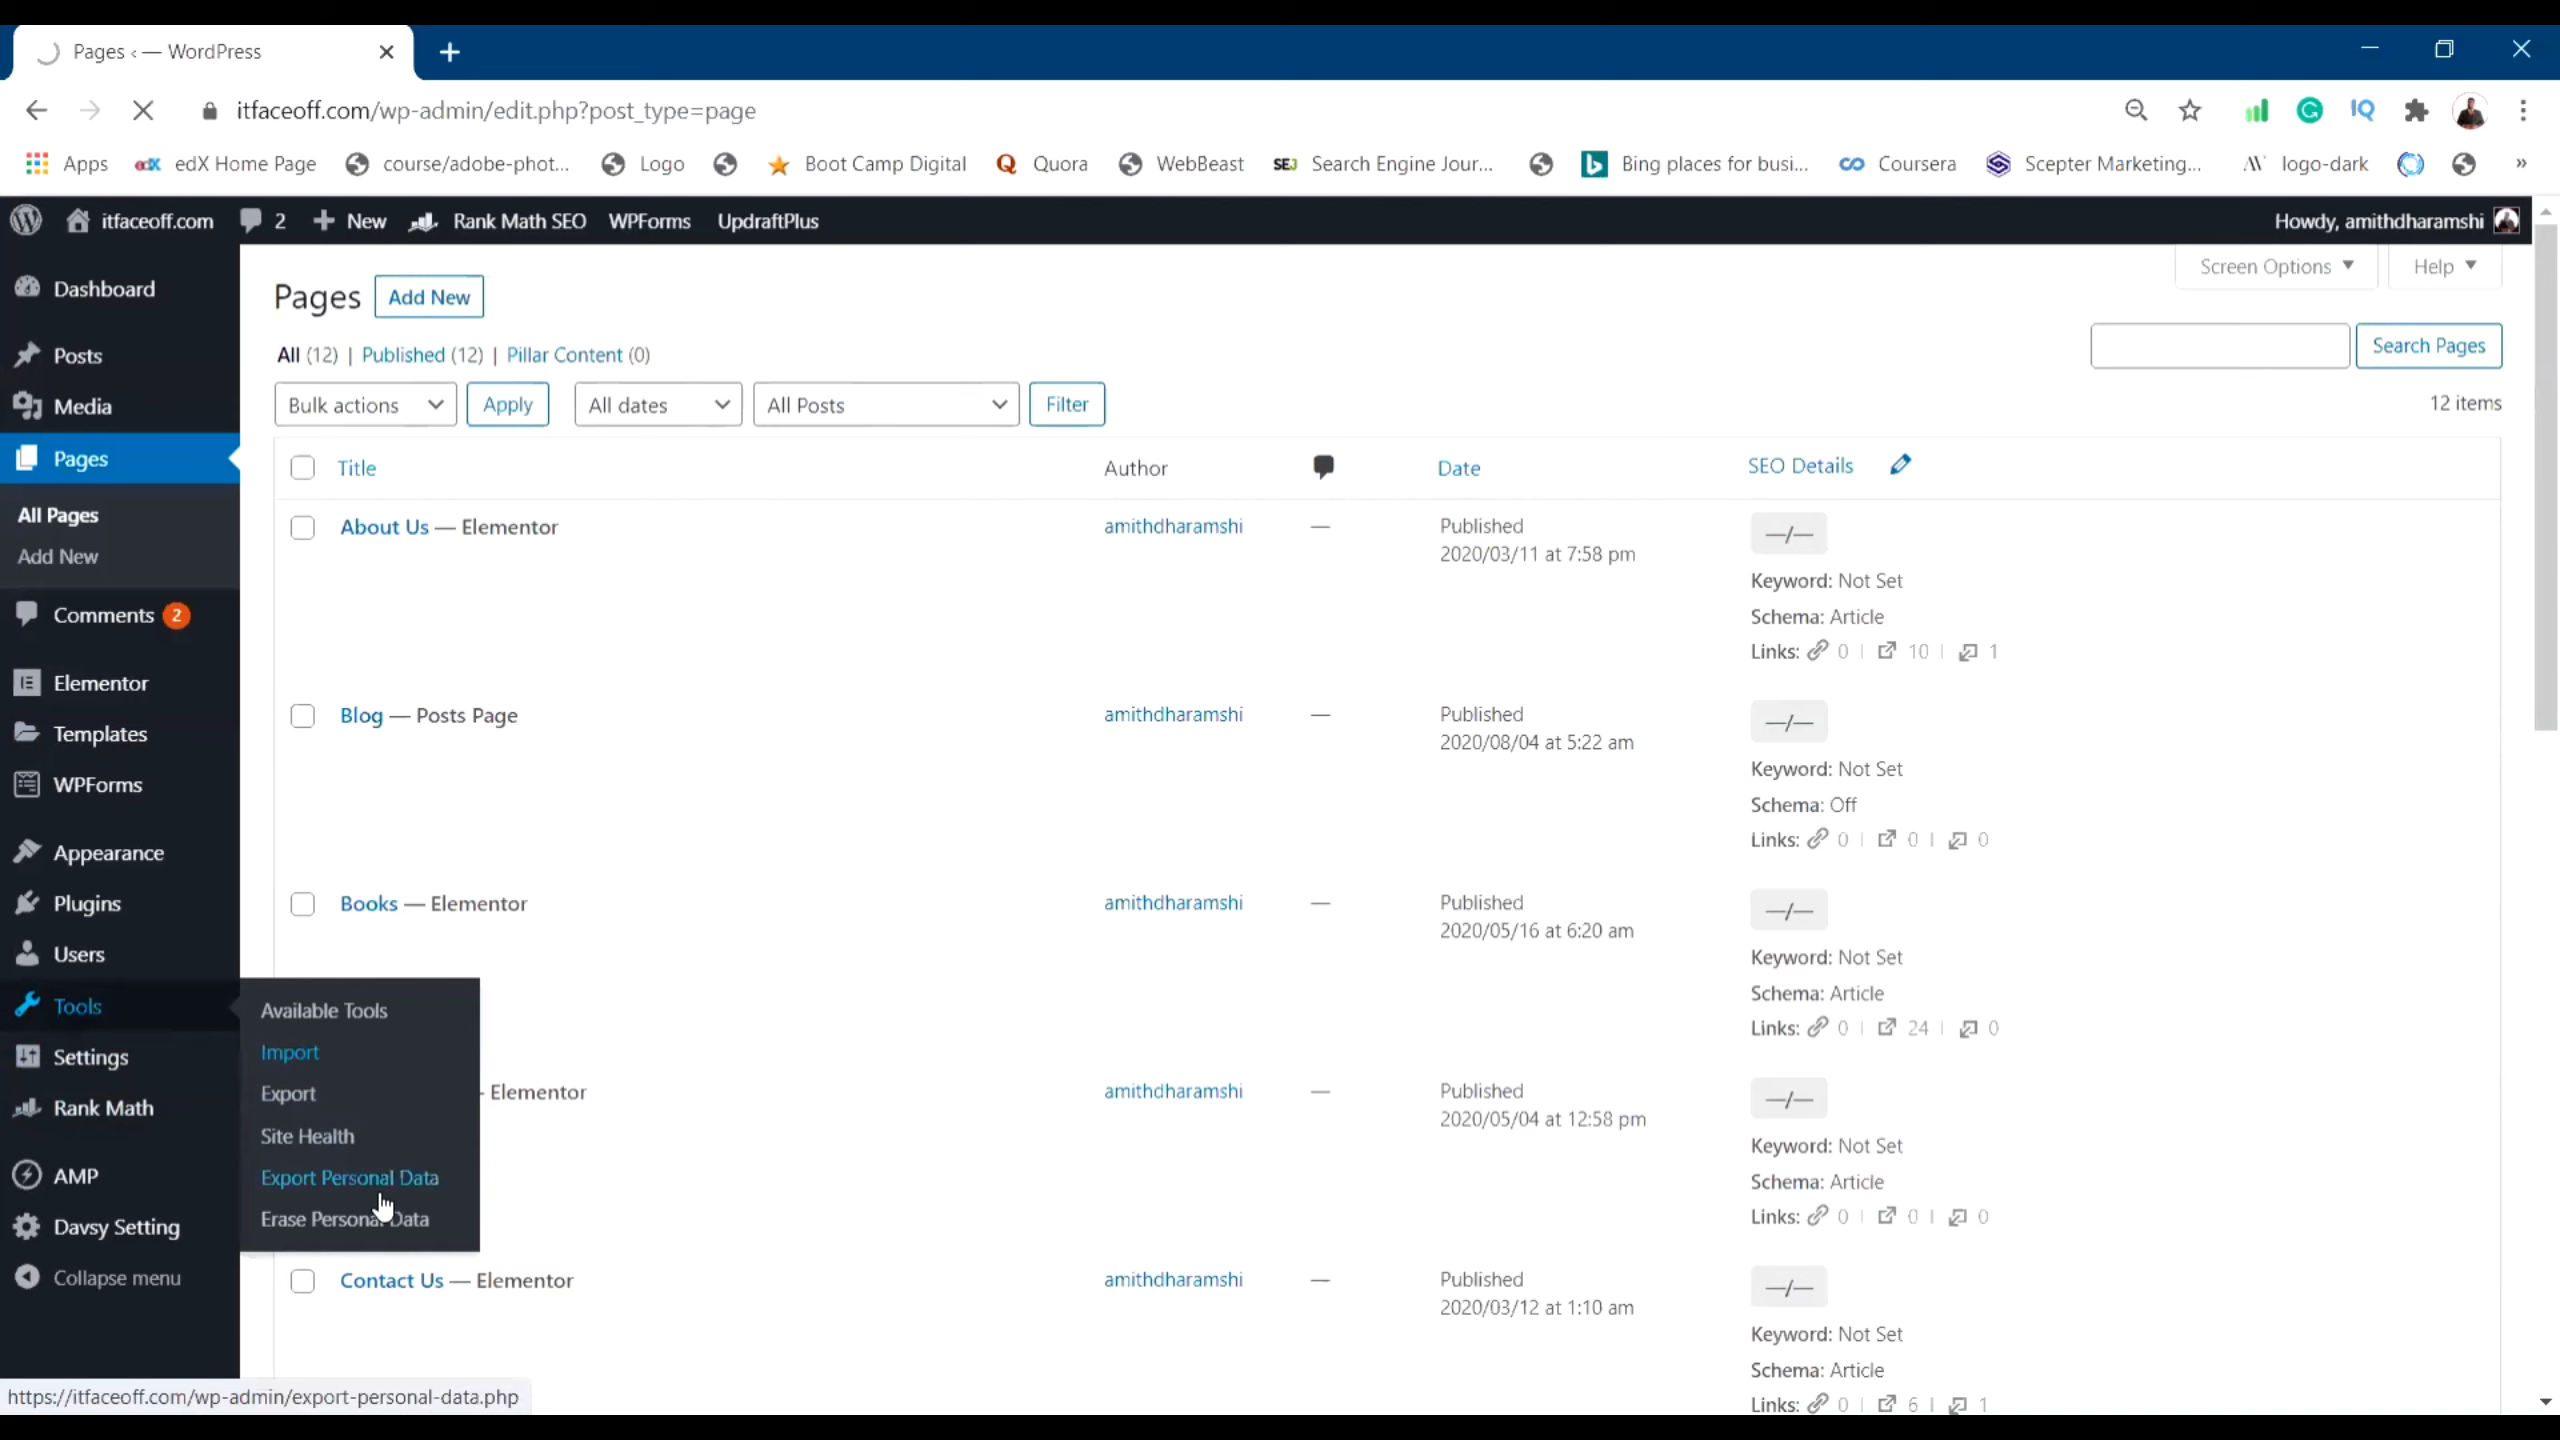 Pages ‹ — WordPress
itfaceoff.com/wp-admin/edit.php?post_type=page
Apps edX edX Home Page course/adobe-phot... Logo Boot Camp Digital Quora WebBeast SEJ Search Engine Jour... Bing places for busi... Coursera Scepter Marketing... logo-dark »
itfaceoff.com 2 New Rank Math SEO WPForms UpdraftPlus Howdy, amithdharamshi
Screen Options Help
Dashboard
Posts
Media
Pages
All Pages
Add New
Comments 2
Elementor
Templates
WPForms
Appearance
Plugins
Users
Tools
Settings
Rank Math
AMP
Davsy Setting
Collapse menu
Available Tools
Import
Export
Site Health
Export Personal Data
Erase Personal Data
Pages Add New
All (12) | Published (12) | Pillar Content (0)
Search Pages
Bulk actions Apply All dates All Posts Filter 12 items
Title Author Date SEO Details
About Us — Elementor amithdharamshi — Published —/—
2020/03/11 at 7:58 pm
Keyword: Not Set
Schema: Article
Links: 0 | 10 | 1
Blog — Posts Page amithdharamshi — Published —/—
2020/08/04 at 5:22 am
Keyword: Not Set
Schema: Off
Links: 0 | 0 | 0
Books — Elementor amithdharamshi — Published —/—
2020/05/16 at 6:20 am
Keyword: Not Set
Schema: Article
Links: 0 | 24 | 0
- Elementor amithdharamshi — Published —/—
2020/05/04 at 12:58 pm
Keyword: Not Set
Schema: Article
Links: 0 | 0 | 0
Contact Us — Elementor amithdharamshi — Published —/—
2020/03/12 at 1:10 am
Keyword: Not Set
Schema: Article
Links: 0 | 6 | 1
https://itfaceoff.com/wp-admin/export-personal-data.php